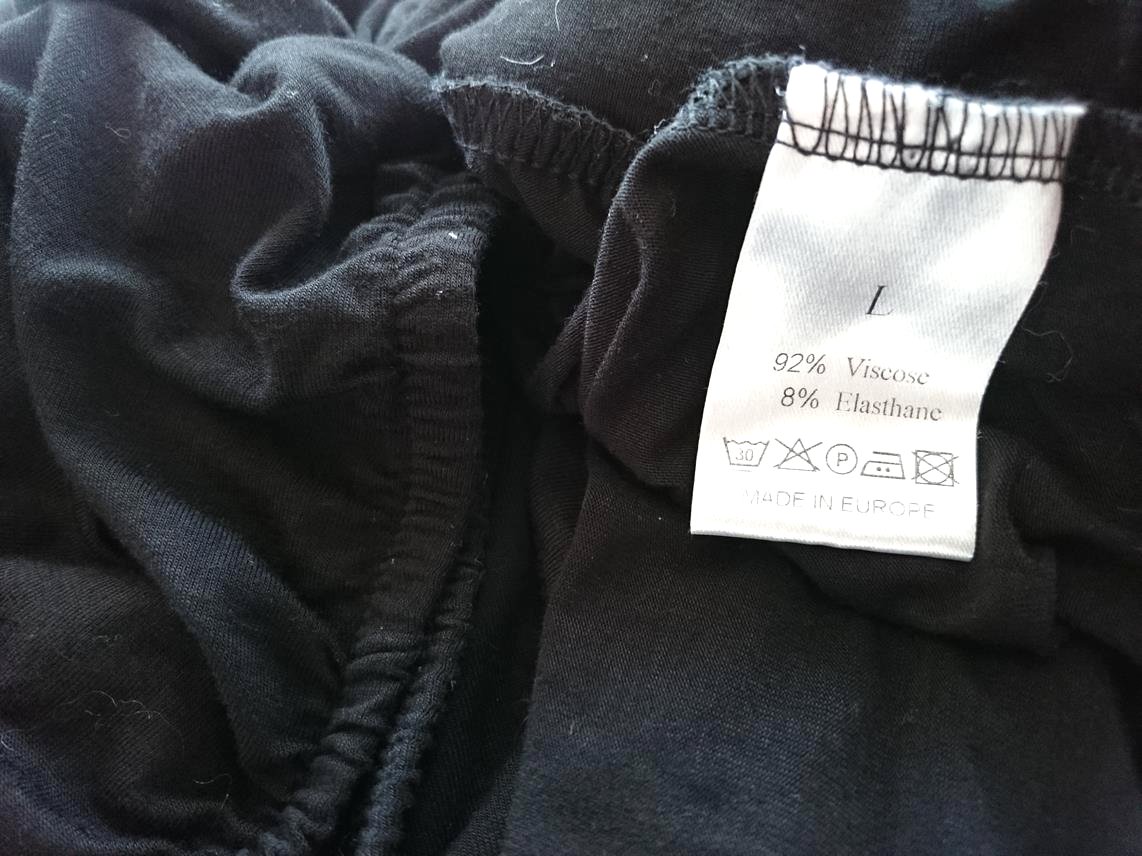 L
92% Viscose
8% Elasthane
30 P
MADE IN EUROPE